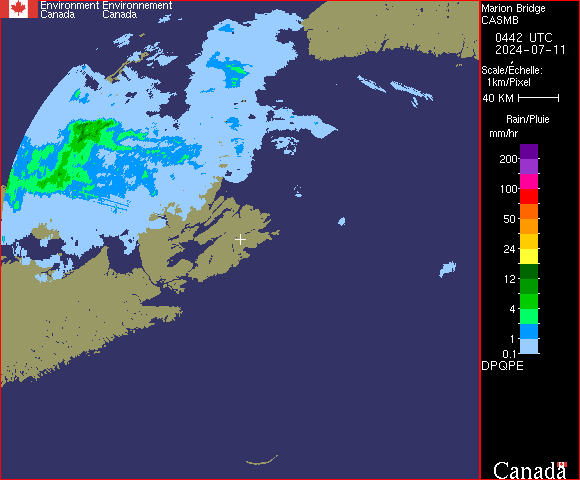 Environment Environnement
Canada Canada
Marion Bridge
CASMB
0442 UTC
2024-07-11
Scale/Échelle:
1km/Pixel
40 KM
Rain/Pluie
mm/hr
200
100
50
24
12
4
1
0.1
DPQPE
Canada